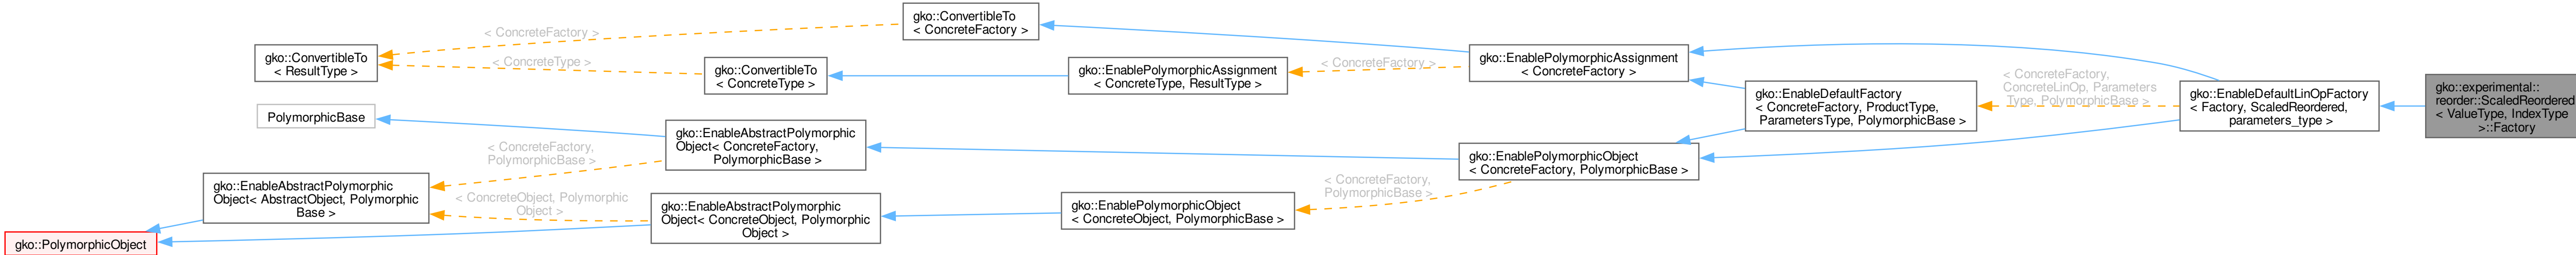 gko::ConvertibleTo
< ConcreteFactory >
< ConcreteFactory >
gko::ConvertibleTo
< ResultType >
< ConcreteType >
gko::ConvertibleTo
< ConcreteType >
gko::EnablePolymorphicAssignment
< ConcreteType, ResultType >
< ConcreteFactory >
gko::EnablePolymorphicAssignment
< ConcreteFactory >
gko::EnableDefaultFactory
< ConcreteFactory, ProductType,
ParametersType, PolymorphicBase >
< ConcreteFactory,
ConcreteLinOp, Parameters
Type, PolymorphicBase >
gko::EnableDefaultLinOpFactory
< Factory, ScaledReordered,
parameters_type >
gko::experimental::
reorder::ScaledReordered
< ValueType, IndexType
>::Factory
PolymorphicBase
gko::EnableAbstractPolymorphic
Object< ConcreteFactory,
PolymorphicBase >
< ConcreteFactory,
PolymorphicBase >
gko::EnablePolymorphicObject
< ConcreteFactory, PolymorphicBase >
gko::EnableAbstractPolymorphic
Object< AbstractObject, Polymorphic
Base >
< ConcreteObject, Polymorphic
Object >
gko::EnableAbstractPolymorphic
Object< ConcreteObject, Polymorphic
Object >
gko::EnablePolymorphicObject
< ConcreteObject, PolymorphicBase >
< ConcreteFactory,
PolymorphicBase >
gko::PolymorphicObject